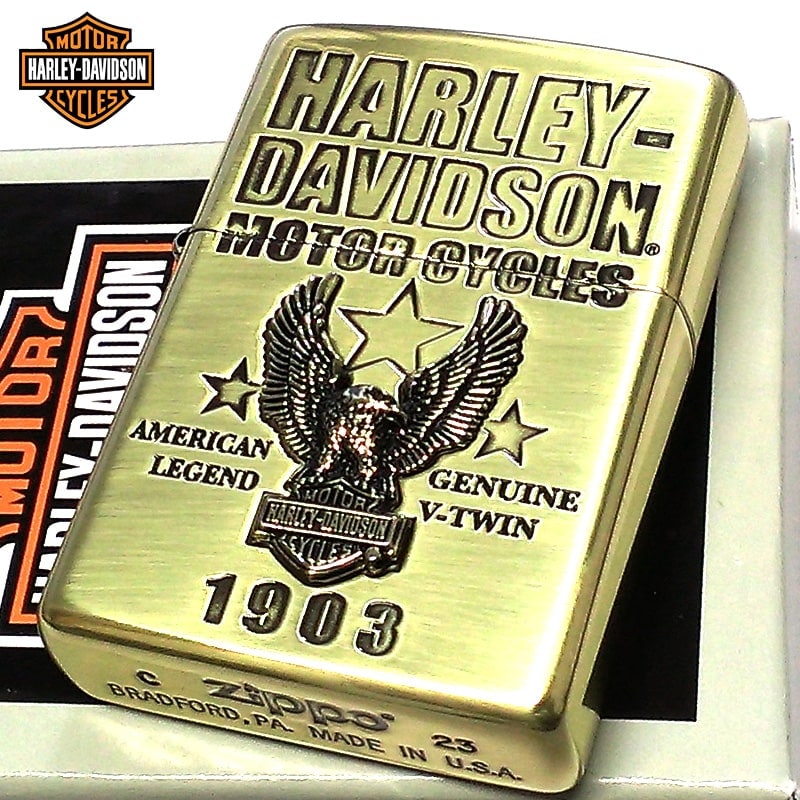 MOTOR
HARLEY-DAVIDSON
CYCLES
HARLEY-
DAVIDSON®
MOTOR CYCLES
AMERICAN
LEGEND
GENUINE
V-TWIN
MOTOR
HARLEY-DAVIDSON
CYCLES
1903
C Zippo® 23
BRADFORD, PA. MADE IN U.S.A.
MOTOR
HARLEY-DAVIDSON